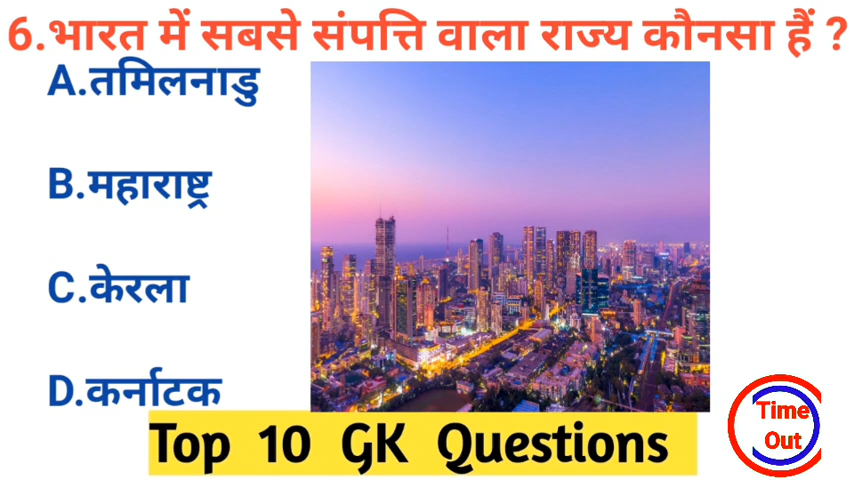 6.भारत में सबसे संपत्ति वाला राज्य कौनसा हैं ?
A.तमिलनाडु
B.महाराष्ट्र
C.केरला
D.कर्नाटक
Top 10 GK Questions
Time
Out